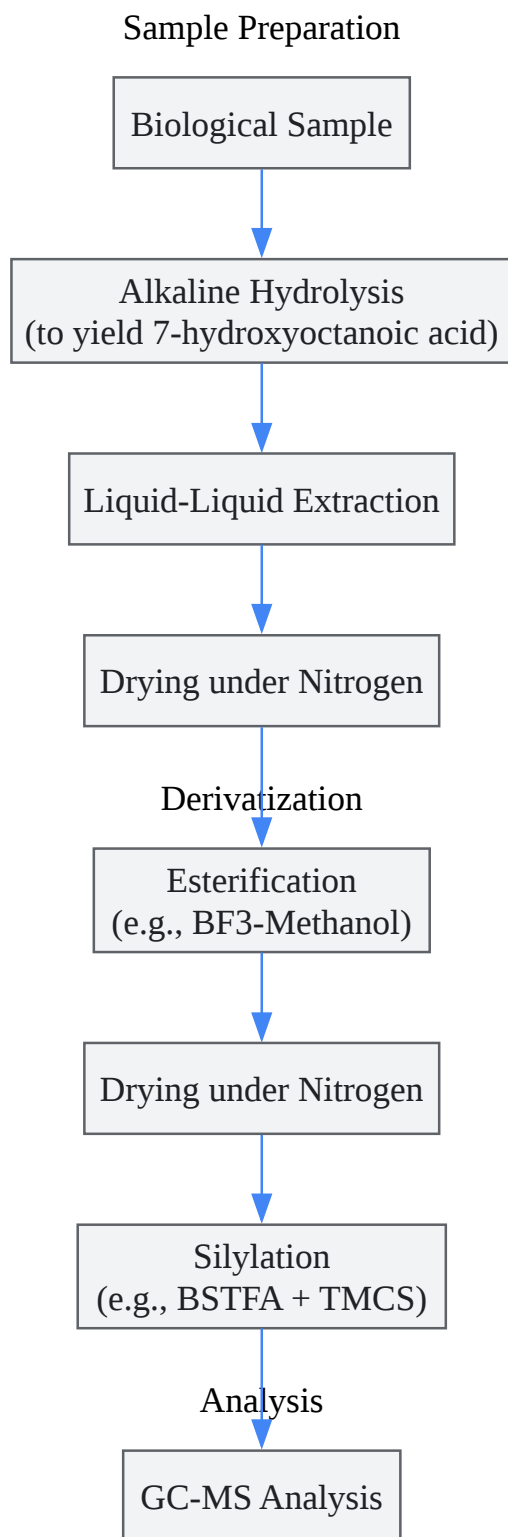 Sample Preparation
Biological Sample
Alkaline Hydrolysis
(to yield 7-hydroxyoctanoic acid)
Liquid-Liquid Extraction
Drying under Nitrogen
Derivatization
Esterification
(e.g., BF3-Methanol)
Drying under Nitrogen
Silylation
(e.g., BSTFA + TMCS)
Analysis
GC-MS Analysis